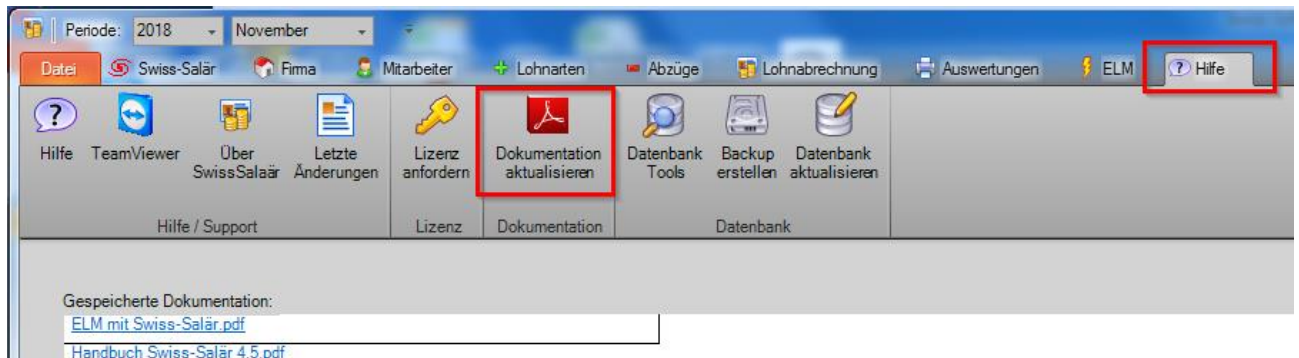 Periode: 2018 November
Datei Swiss-Salär Firma Mitarbeiter Lohnarten Abzüge Lohnabrechnung Auswertungen ELM Hilfe
Hilfe TeamViewer Über Letzte Lizenz Dokumentation Datenbank Backup Datenbank
SwissSalaär Änderungen anfordern aktualisieren Tools erstellen aktualisieren
Hilfe / Support Lizenz Dokumentation Datenbank
Gespeicherte Dokumentation:
ELM mit Swiss-Salär.pdf
Handbuch Swiss-Salär 4.5.pdf